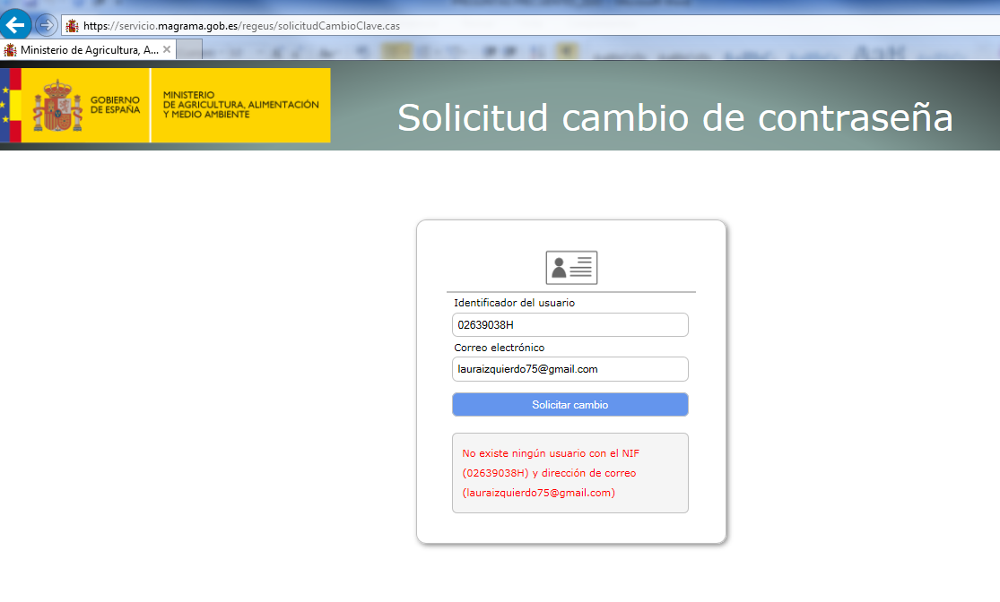 https://servicio.magrama.gob.es/regeus/solicitudCambioClave.cas
Ministerio de Agricultura, A...
GOBIERNO
DE ESPAÑA
MINISTERIO
DE AGRICULTURA, ALIMENTACIÓN
Y MEDIO AMBIENTE
Solicitud cambio de contraseña
Identificador del usuario
02639038H
Correo electrónico
lauraizquierdo75@gmail.com
Solicitar cambio
No existe ningún usuario con el NIF
(02639038H) y dirección de correo
(lauraizquierdo75@gmail.com)